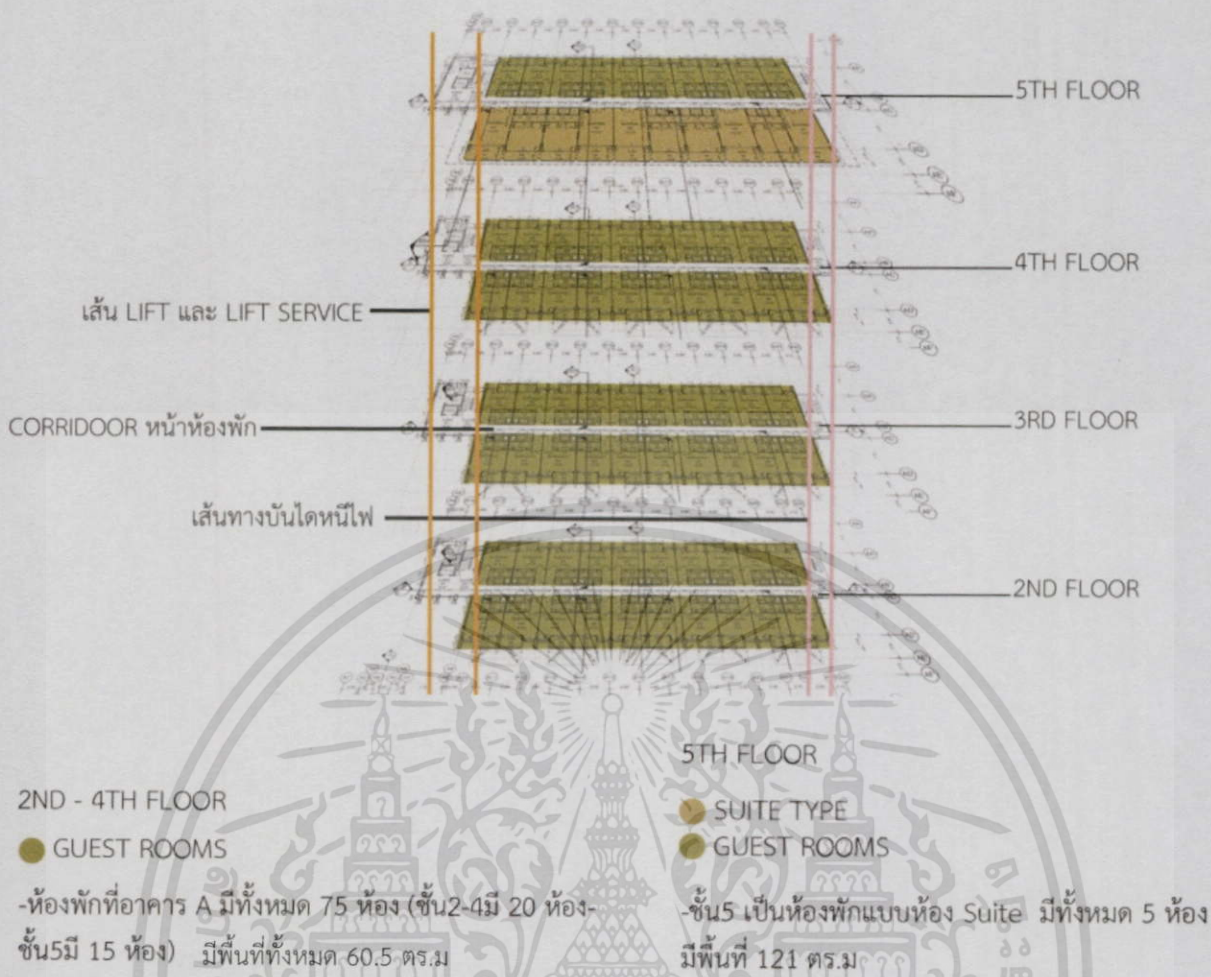 5TH FLOOR
4TH FLOOR
เส้น LIFT และ LIFT SERVICE
CORRIDOOR หน้าห้องพัก
3RD FLOOR
เส้นทางบันไดหนีไฟ
2ND FLOOR
2ND - 4TH FLOOR
GUEST ROOMS
-ห้องพักที่อาคาร A มีทั้งหมด 75 ห้อง (ชั้น2-4มี 20 ห้อง-
ชั้น5มี 15 ห้อง) มีพื้นที่ทั้งหมด 60.5 ตร.ม
5TH FLOOR
SUITE TYPE
GUEST ROOMS
-ชั้น5 เป็นห้องพักแบบห้อง Suite มีทั้งหมด 5 ห้อง
มีพื้นที่ 121 ตร.ม